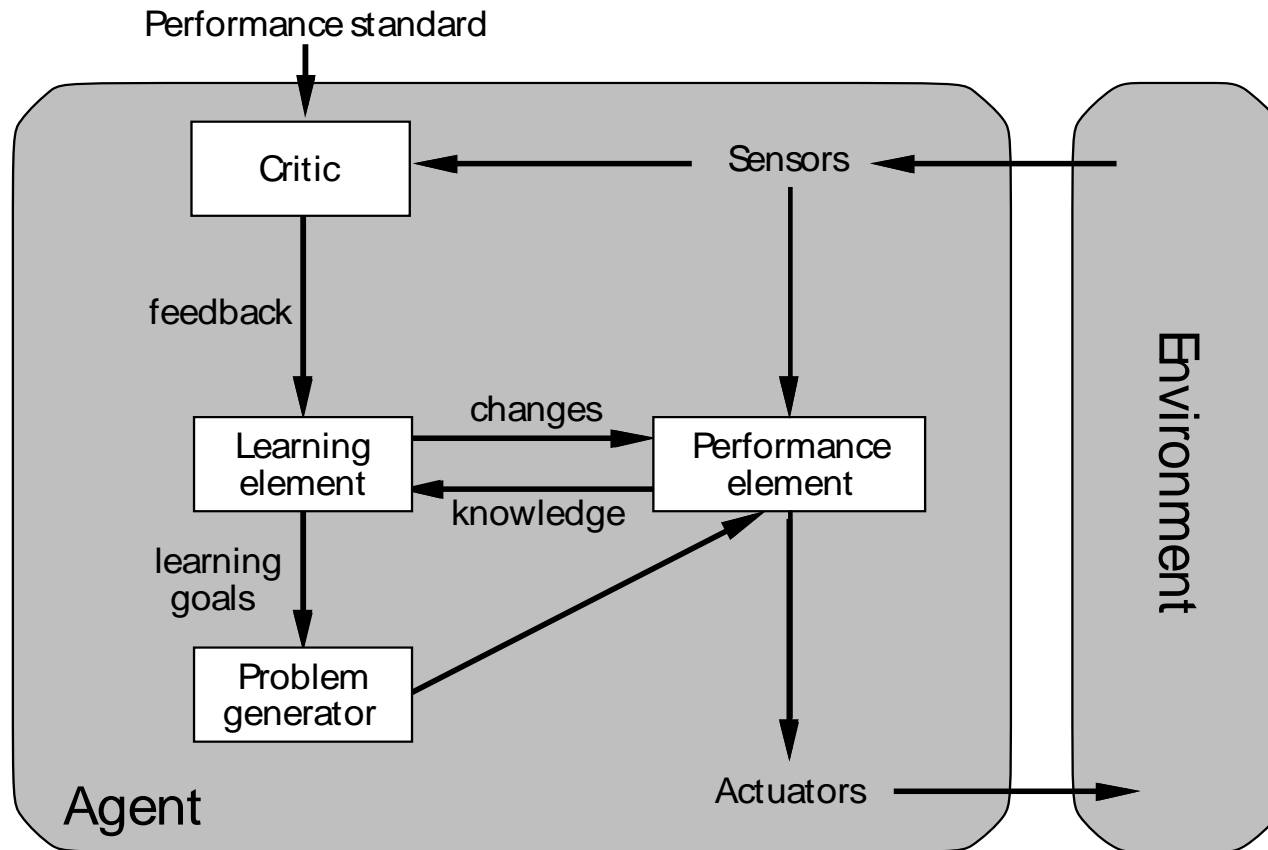 Performance standard
Critic
Sensors
feedback
changes
Learning
element
Performance
element
knowledge
learning
goals
Problem
generator
Agent
Actuators
Environment